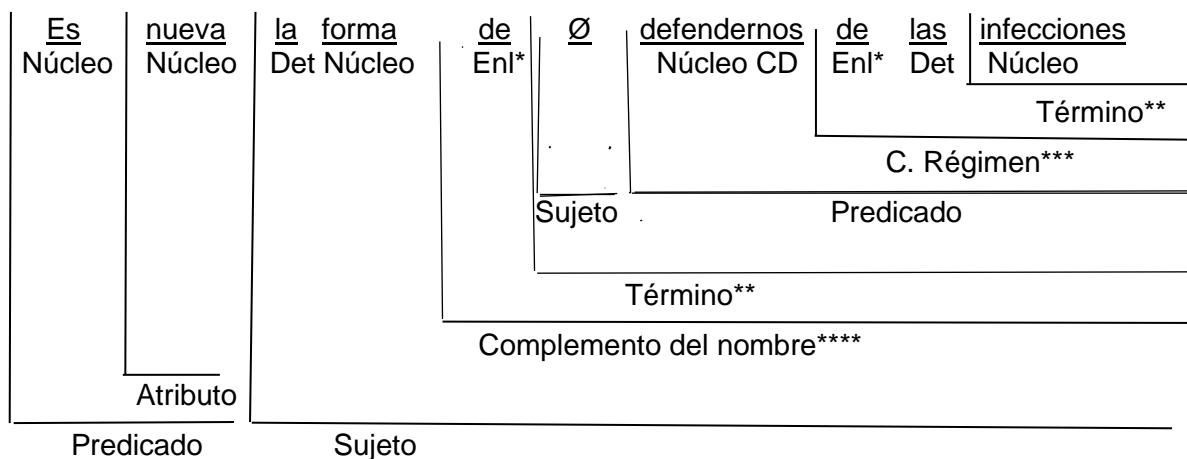 Es nueva la forma de Ø defendernos de las infecciones
Núcleo Núcleo Det Núcleo Enl* Núcleo CD Enl* Det Núcleo
Término**
C. Régimen***
Sujeto Predicado
Término**
Complemento del nombre****
Atributo
Predicado Sujeto